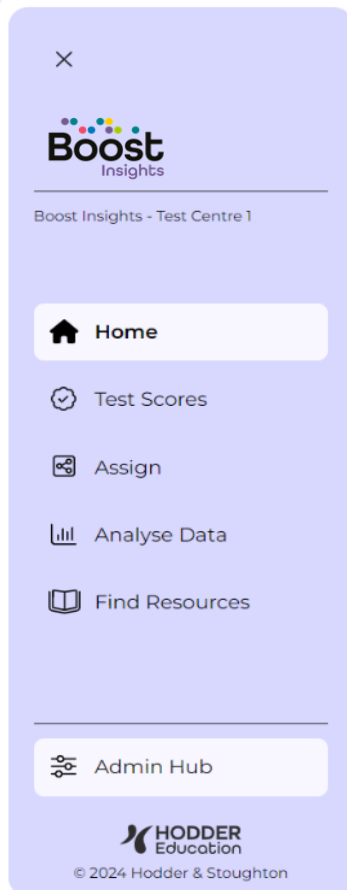 Boost
Insights
Boost Insights - Test Centre 1
Home
Test Scores
Assign
Analyse Data
Find Resources
Admin Hub
HODDER
Education
© 2024 Hodder & Stoughton